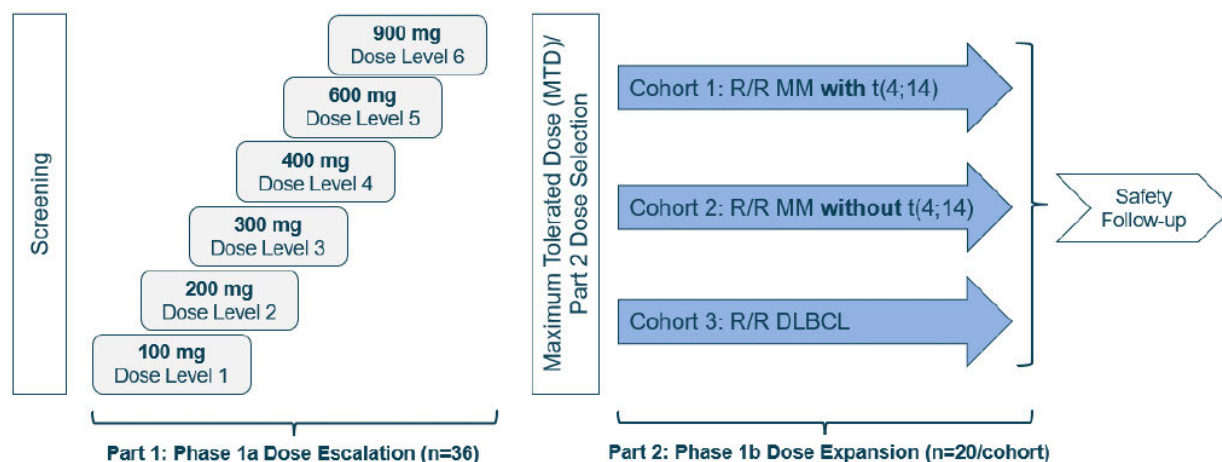 Screening
900 mg
Dose Level 6
600 mg
Dose Level 5
400 mg
Dose Level 4
300 mg
Dose Level 3
200 mg
Dose Level 2
100 mg
Dose Level 1
Part 1: Phase 1a Dose Escalation (n=36)
Maximum Tolerated Dose (MTD)/
Part 2 Dose Selection
Cohort 1: R/R MM with t(4;14)
Cohort 2: R/R MM without t(4;14)
Cohort 3: R/R DLBCL
Part 2: Phase 1b Dose Expansion (n=20/cohort)
Safety
Follow-up